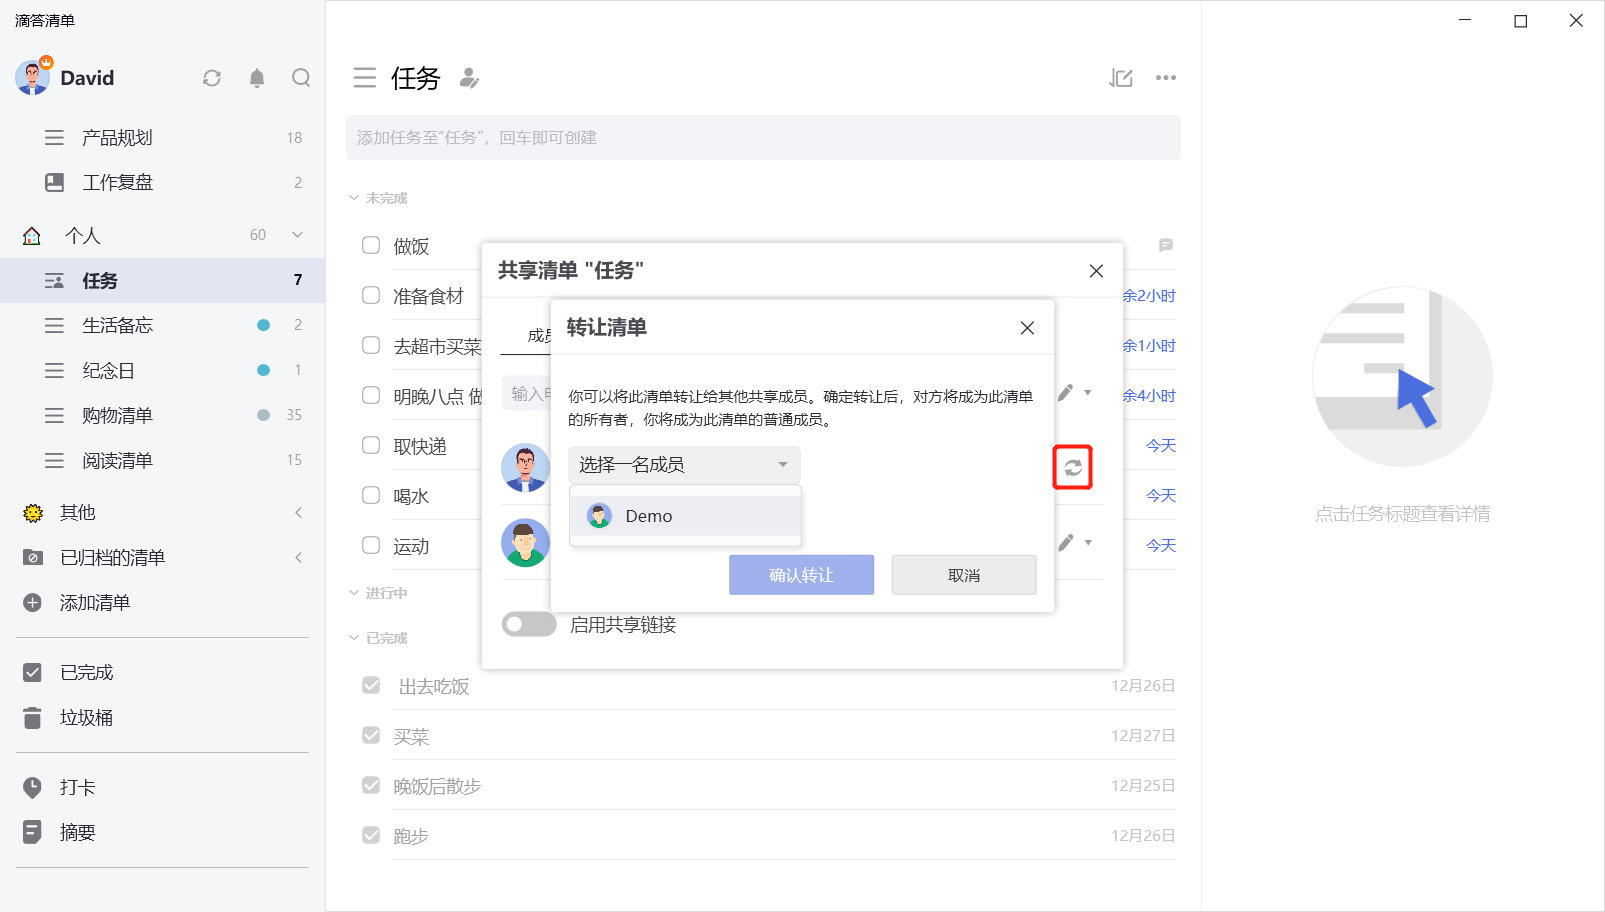 滴答清单
David
产品规划 18
工作复盘 2
个人 60
任务 7
生活备忘 2
纪念日 1
购物清单 35
阅读清单 15
其他
已归档的清单
添加清单
已完成
垃圾桶
打卡
摘要
任务
添加任务至“任务”，回车即可创建
未完成
做饭
准备食材 余2小时
去超市买菜 余1小时
明晚八点 做 余4小时
取快递 今天
喝水 今天
运动 今天
进行中
已完成
出去吃饭 12月26日
买菜 12月27日
晚饭后散步 12月25日
跑步 12月26日
共享清单 "任务"
成员
输入
启用共享链接
转让清单
你可以将此清单转让给其他共享成员。确定转让后，对方将成为此清单
的所有者，你将成为此清单的普通成员。
选择一名成员
Demo
确认转让 取消
点击任务标题查看详情